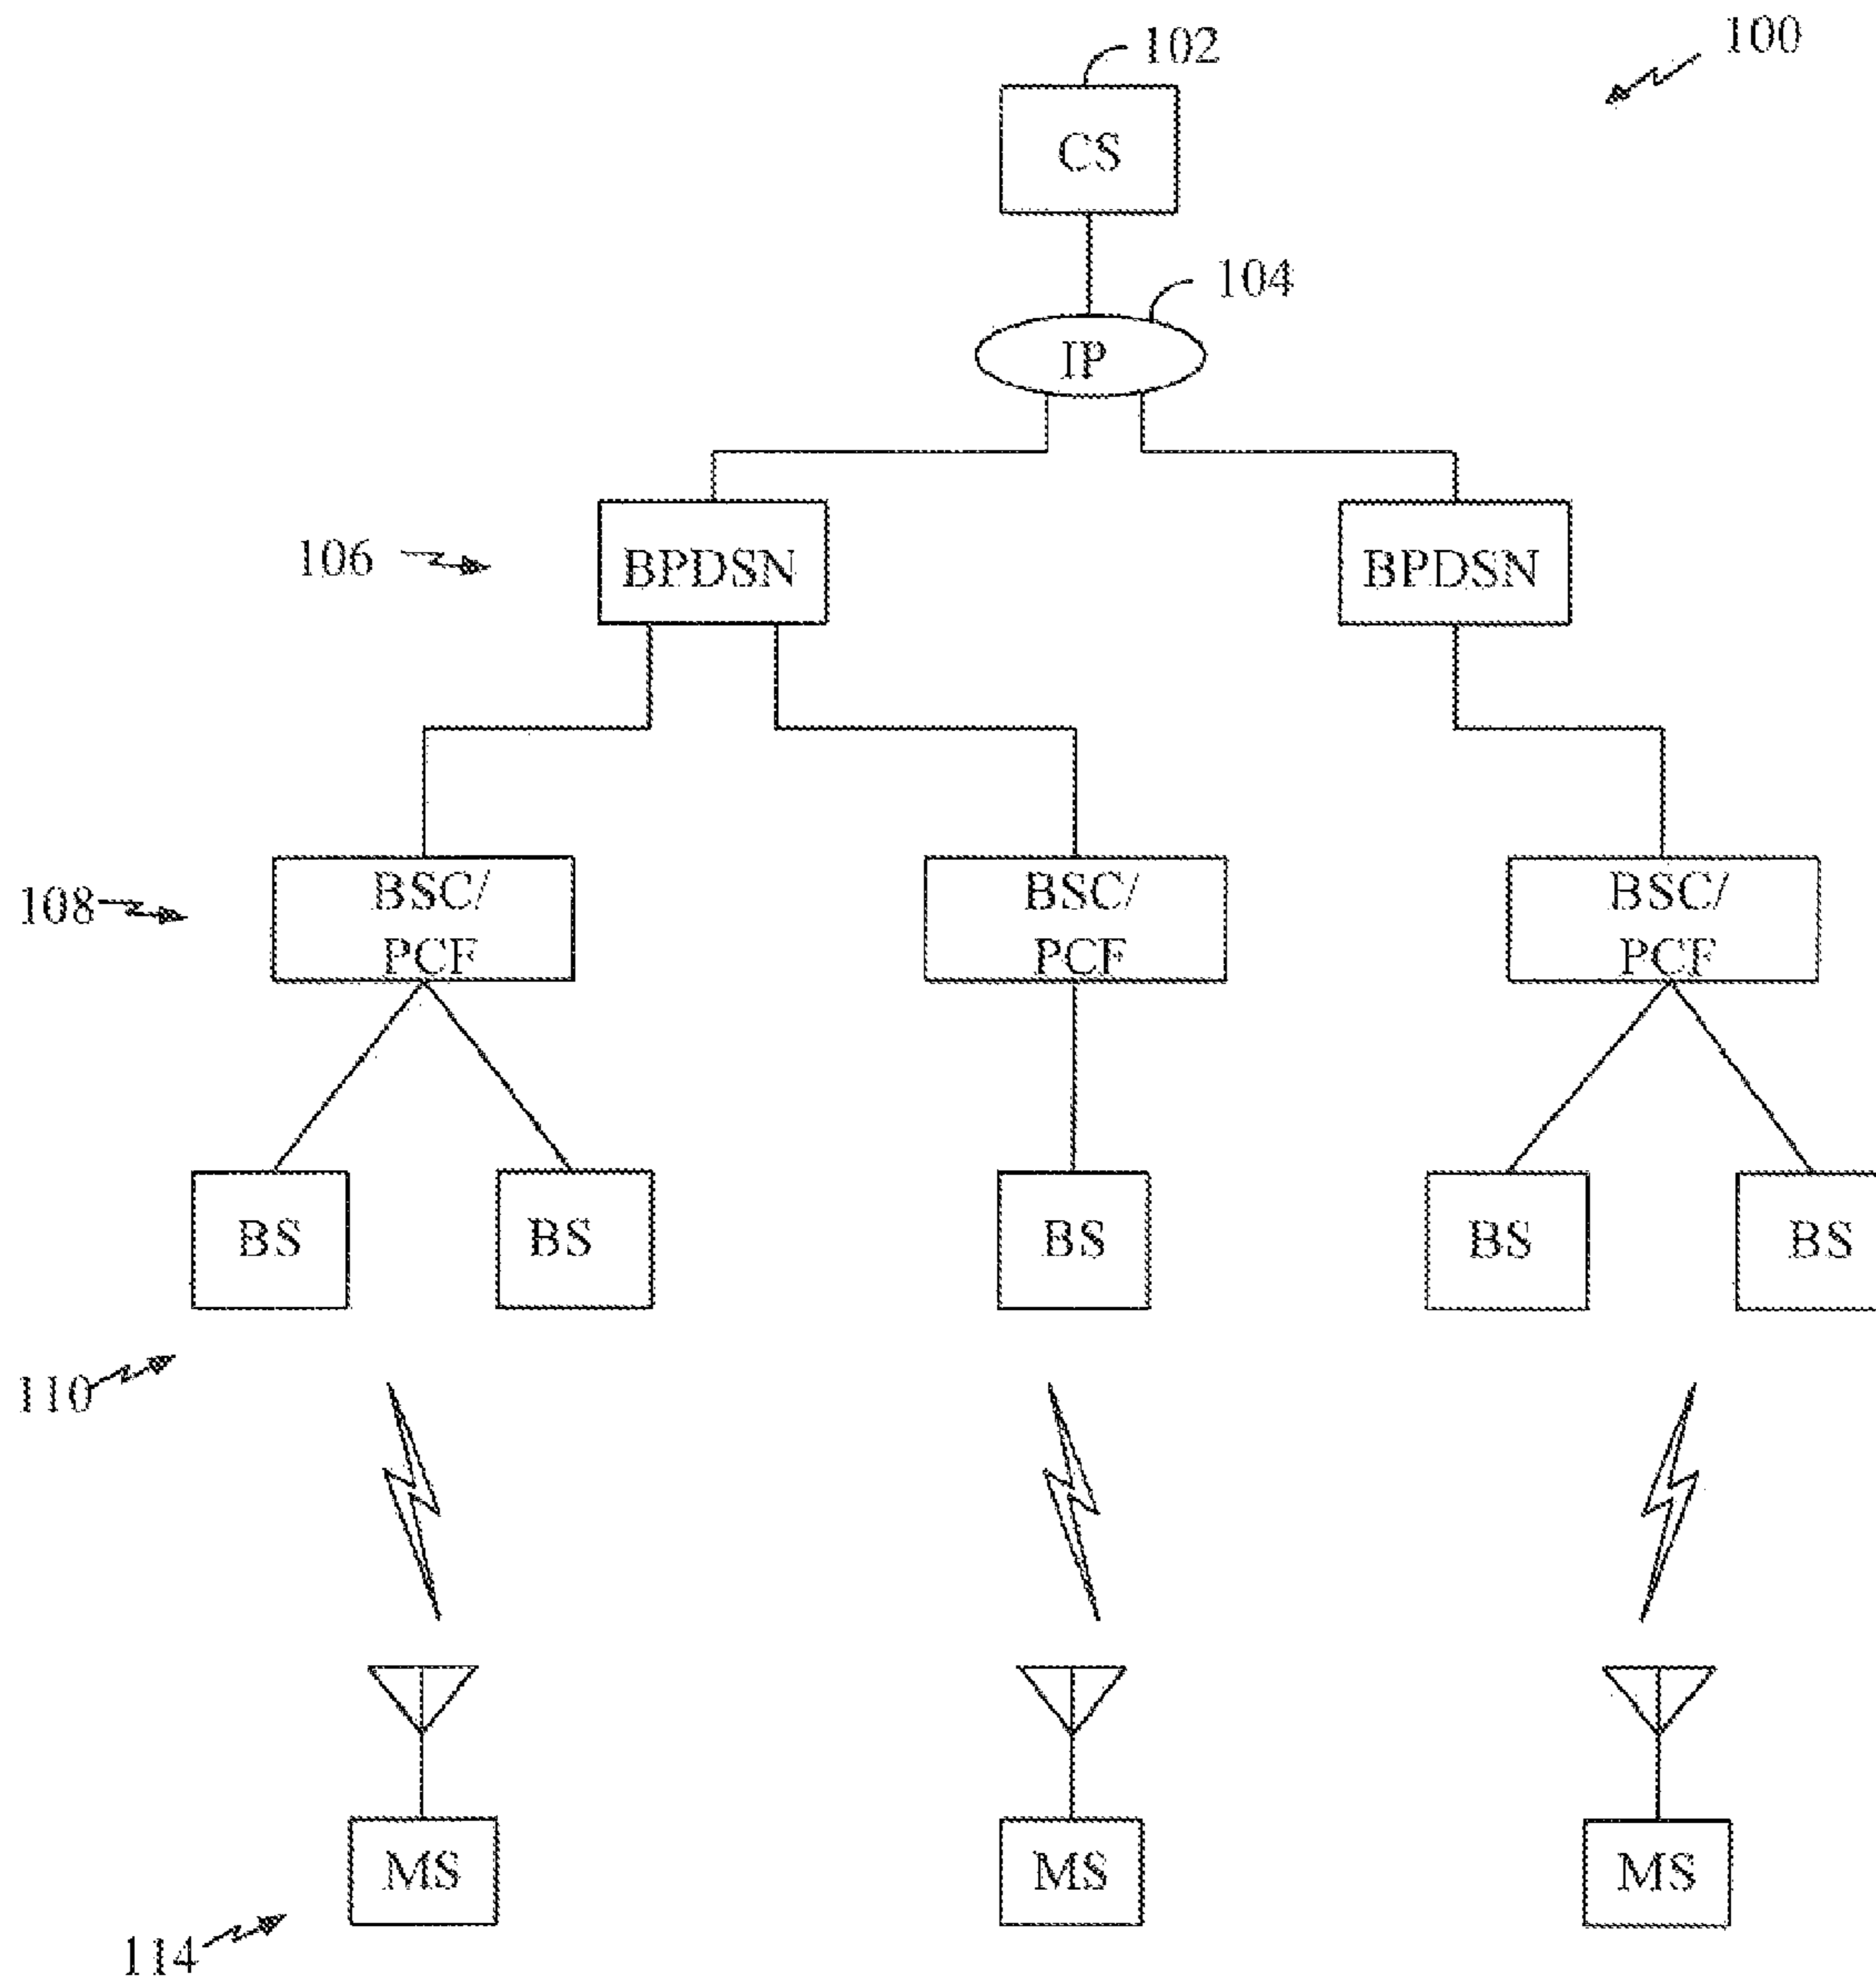 100
102
CS
104
IP
106
BPDSN
BPDSN
108
BSC/
PCF
BSC/
PCF
BSC/
PCF
BS
BS
BS
BS
BS
110
MS
MS
MS
114